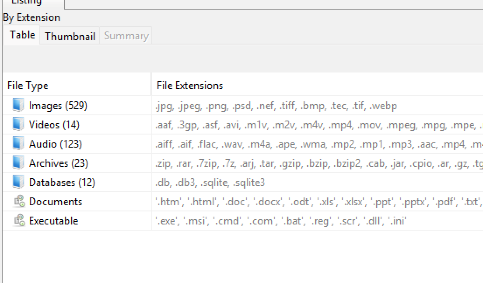 Listing
By Extension
Table Thumbnail Summary
File Type File Extensions
Images (529) .jpg, .jpeg, .png, .psd, .nef, .tiff, .bmp, .tec, .tif, .webp
Videos (14) .aaf, .3gp, .asf, .avi, .m1v, .m2v, .m4v, .mp4, .mov, .mpeg, .mpg, .mpe, .
Audio (123) .aiff, .aif, .flac, .wav, .m4a, .ape, .wma, .mp2, .mp1, .mp3, .aac, .mp4, .m
Archives (23) .zip, .rar, .7zip, .7z, .arj, .tar, .gzip, .bzip, .bzip2, .cab, .jar, .cpio, .ar, .gz, .tg
Databases (12) .db, .db3, .sqlite, .sqlite3
Documents '.htm', '.html', '.doc', '.docx', '.odt', '.xls', '.xlsx', '.ppt', '.pptx', '.pdf', '.txt',
Executable '.exe', '.msi', '.cmd', '.com', '.bat', '.reg', '.scr', '.dll', '.ini'